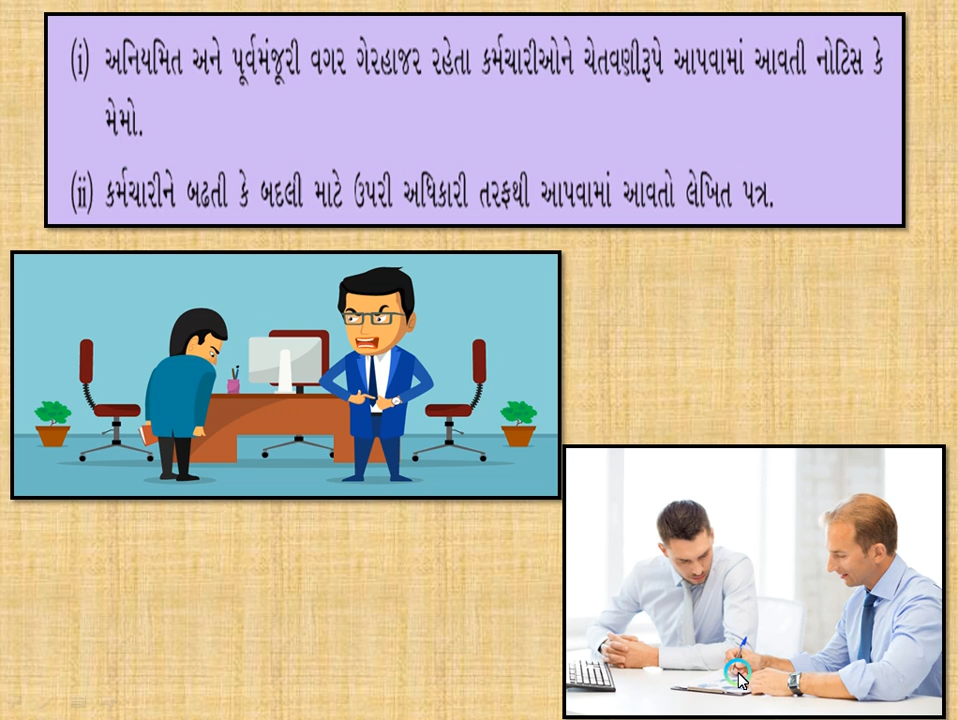 (i) અનિયમિત અને પૂર્વમંજૂરી વગર ગેરહાજર રહેતા કર્મચારીઓને ચેતવણીરૂપે આપવામાં આવતી નોટિસ કે
મેમો.
(ii) કર્મચારીને બઢતી કે બદલી માટે ઉપરી અધિકારી તરફથી આપવામાં આવતો લેખિત પત્ર.